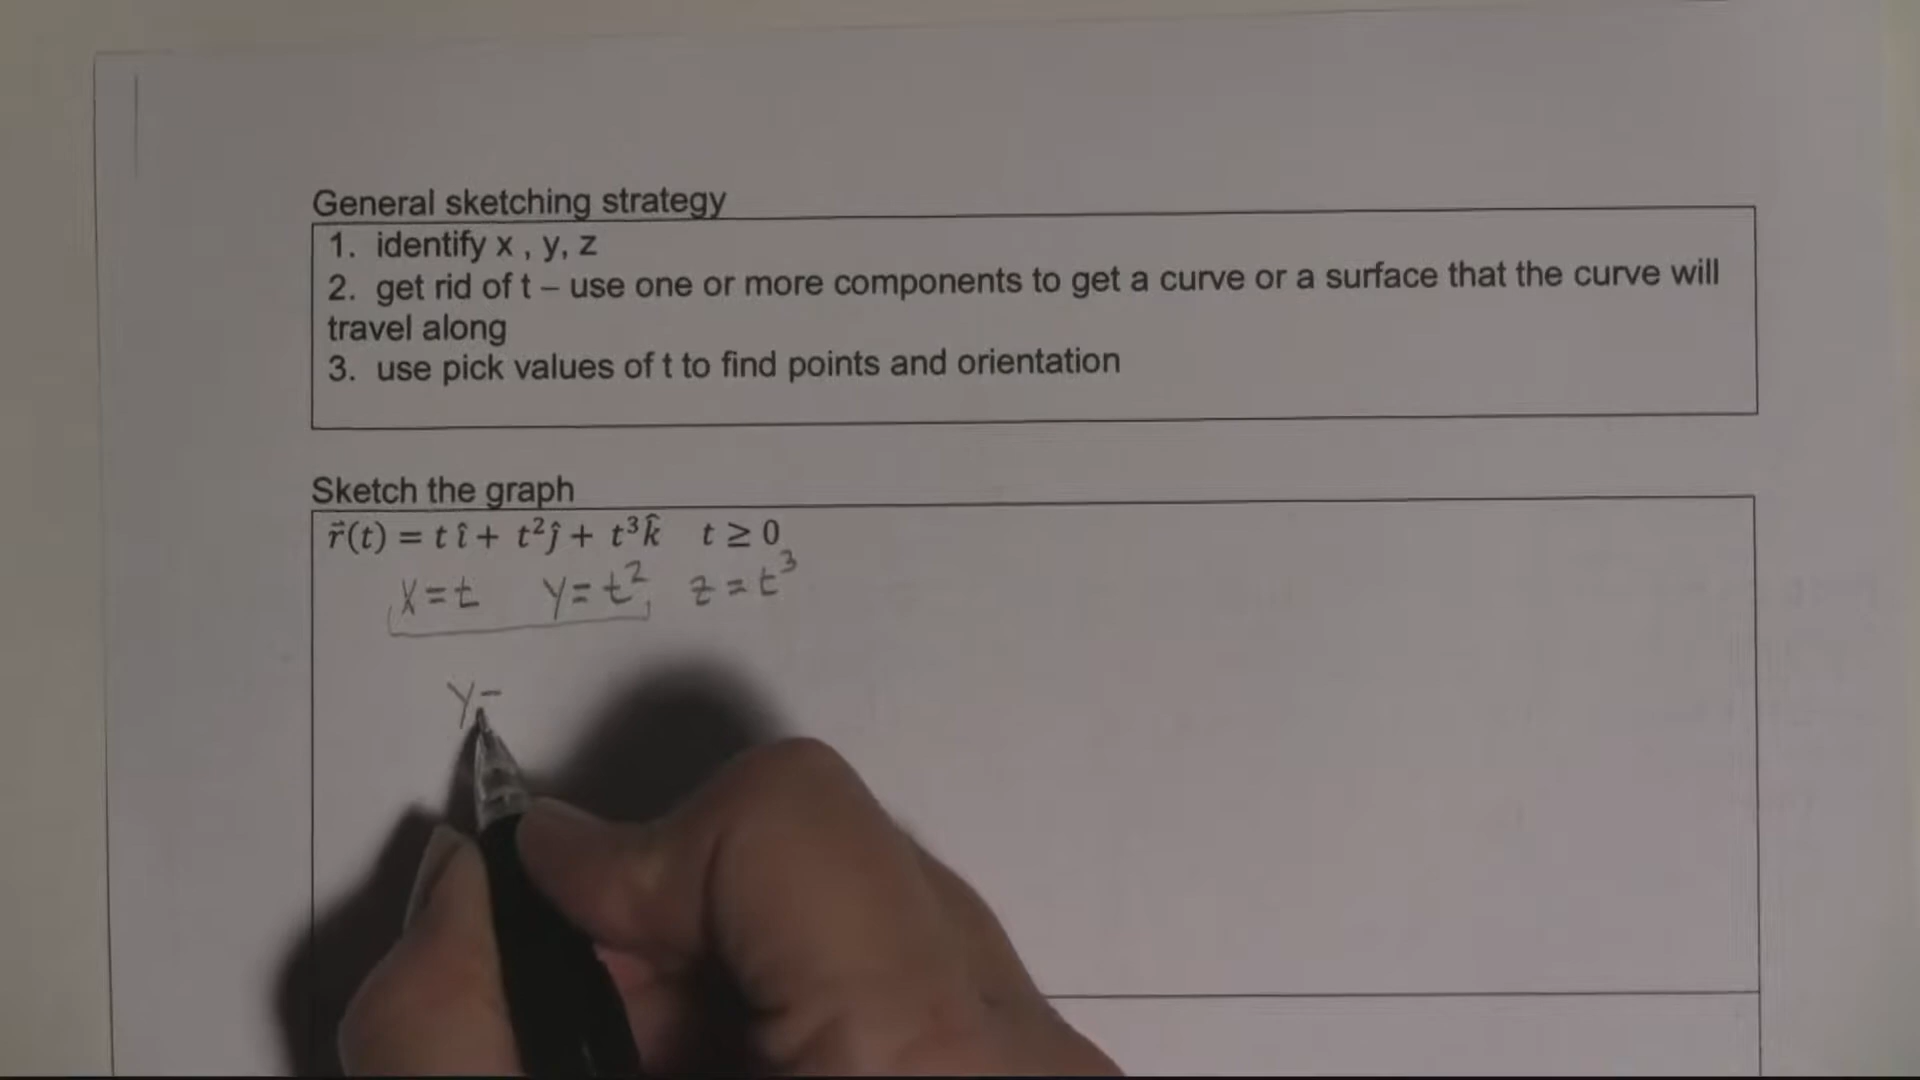 General sketching strategy
1. identify x , y, z
2. get rid of t – use one or more components to get a curve or a surface that the curve will
travel along
3. use pick values of t to find points and orientation
Sketch the graph
r⃗(t) = t î + t²ĵ + t³k̂ t ≥ 0
x=t y=t² z=t³
y-